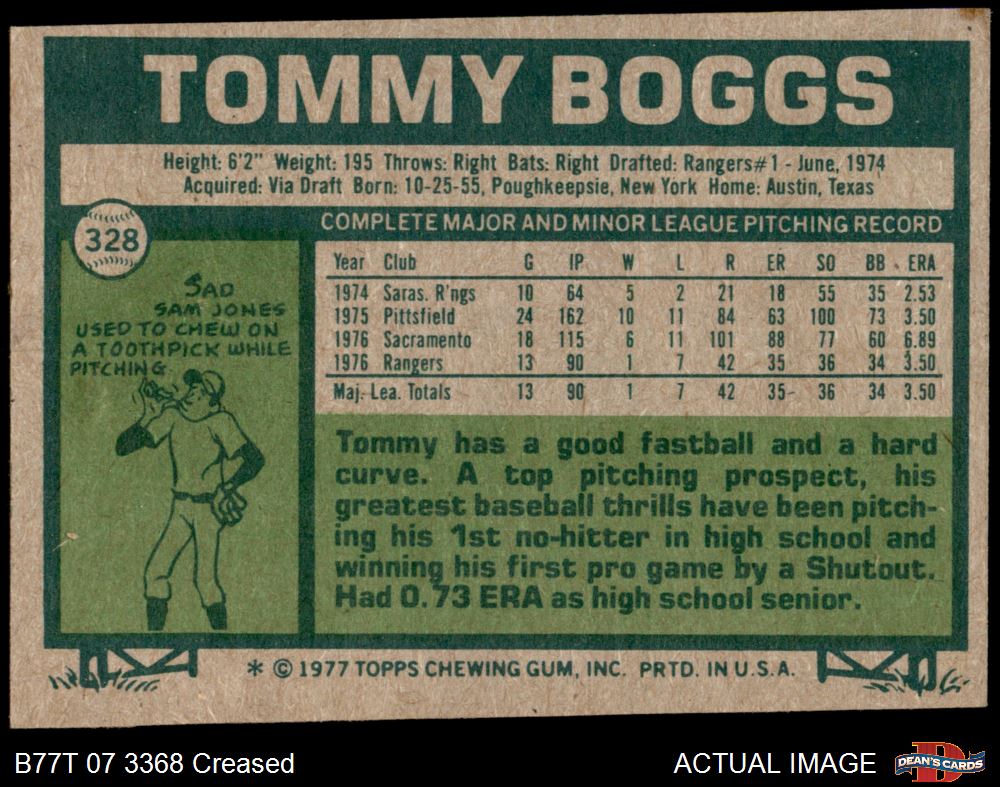 TOMMY BOGGS
Height: 6'2" Weight: 195 Throws: Right Bats: Right Drafted: Rangers#1 - June, 1974
Acquired: Via Draft Born: 10-25-55, Poughkeepsie, New York Home: Austin, Texas
328
COMPLETE MAJOR AND MINOR LEAGUE PITCHING RECORD
SAD
SAM JONES
USED TO CHEW ON
A TOOTHPICK WHILE
PITCHING
Year Club G IP W L R ER SO BB ERA
1974 Saras. R'ngs 10 64 5 2 21 18 55 35 2.53
1975 Pittsfield 24 162 10 11 84 63 100 73 3.50
1976 Sacramento 18 115 6 11 101 88 77 60 6.89
1976 Rangers 13 90 1 7 42 35 36 34 3.50
Maj. Lea. Totals 13 90 1 7 42 35 36 34 3.50
Tommy has a good fastball and a hard
curve. A top pitching prospect, his
greatest baseball thrills have been pitch-
ing his 1st no-hitter in high school and
winning his first pro game by a Shutout.
Had 0.73 ERA as high school senior.
* © 1977 TOPPS CHEWING GUM, INC. PRTD. IN U.S.A.
B77T 07 3368 Creased
ACTUAL IMAGE
DEAN'S CARDS